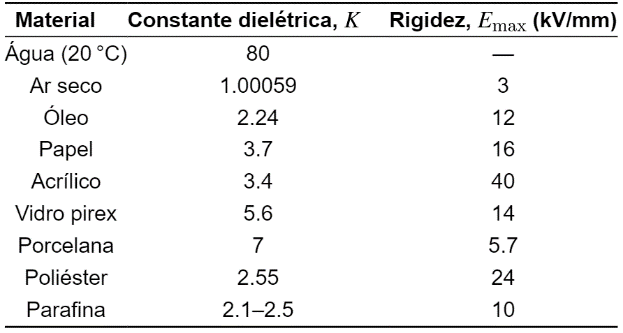 Material Constante dielétrica, K Rigidez, Emax (kV/mm)
Água (20 °C) 80 —
Ar seco 1.00059 3
Óleo 2.24 12
Papel 3.7 16
Acrílico 3.4 40
Vidro pirex 5.6 14
Porcelana 7 5.7
Poliéster 2.55 24
Parafina 2.1–2.5 10